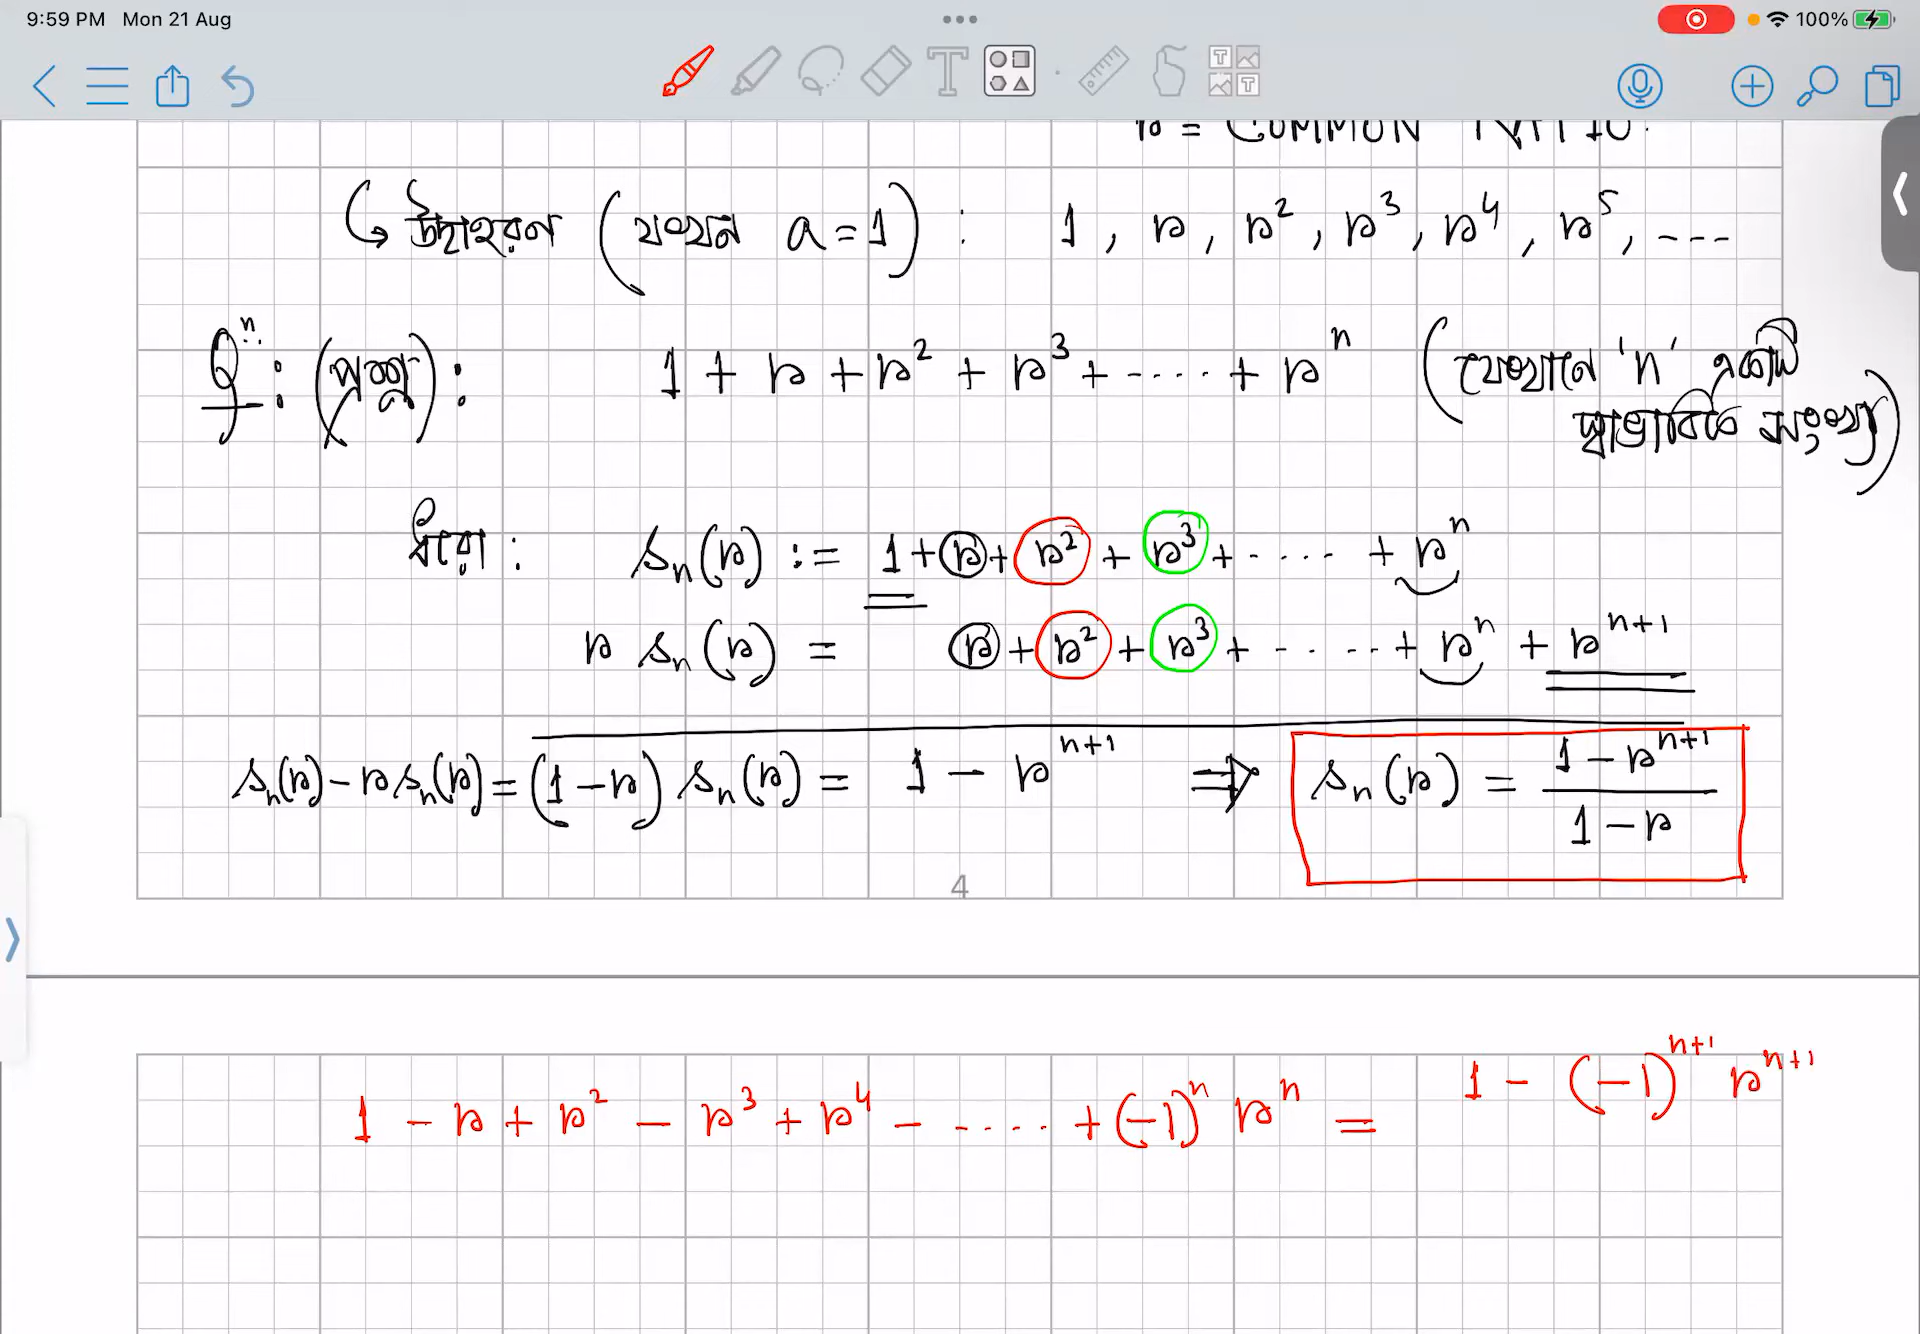 9:59 PM Mon 21 Aug
100%
r = COMMON RATIO.
উদাহরন (যখন a = 1) : 1, r, r², r³, r⁴, r⁵, ---
Qⁿ: (প্রশ্ন): 1 + r + r² + r³ + ····· + rⁿ (যেখানে 'n' একটি
স্বাভাবিক সংখ্যা)
ধরো: Sₙ(r) := 1 + r + r² + r³ + ····· + rⁿ
r Sₙ(r) = r + r² + r³ + ····· + rⁿ + rⁿ⁺¹
Sₙ(r) - r Sₙ(r) = (1 - r) Sₙ(r) = 1 - rⁿ⁺¹ ⇒ Sₙ(r) = (1 - rⁿ⁺¹)/(1 - r)
4
1 - r + r² - r³ + r⁴ - ····· + (-1)ⁿ rⁿ = 1 - (-1)ⁿ⁺¹ rⁿ⁺¹